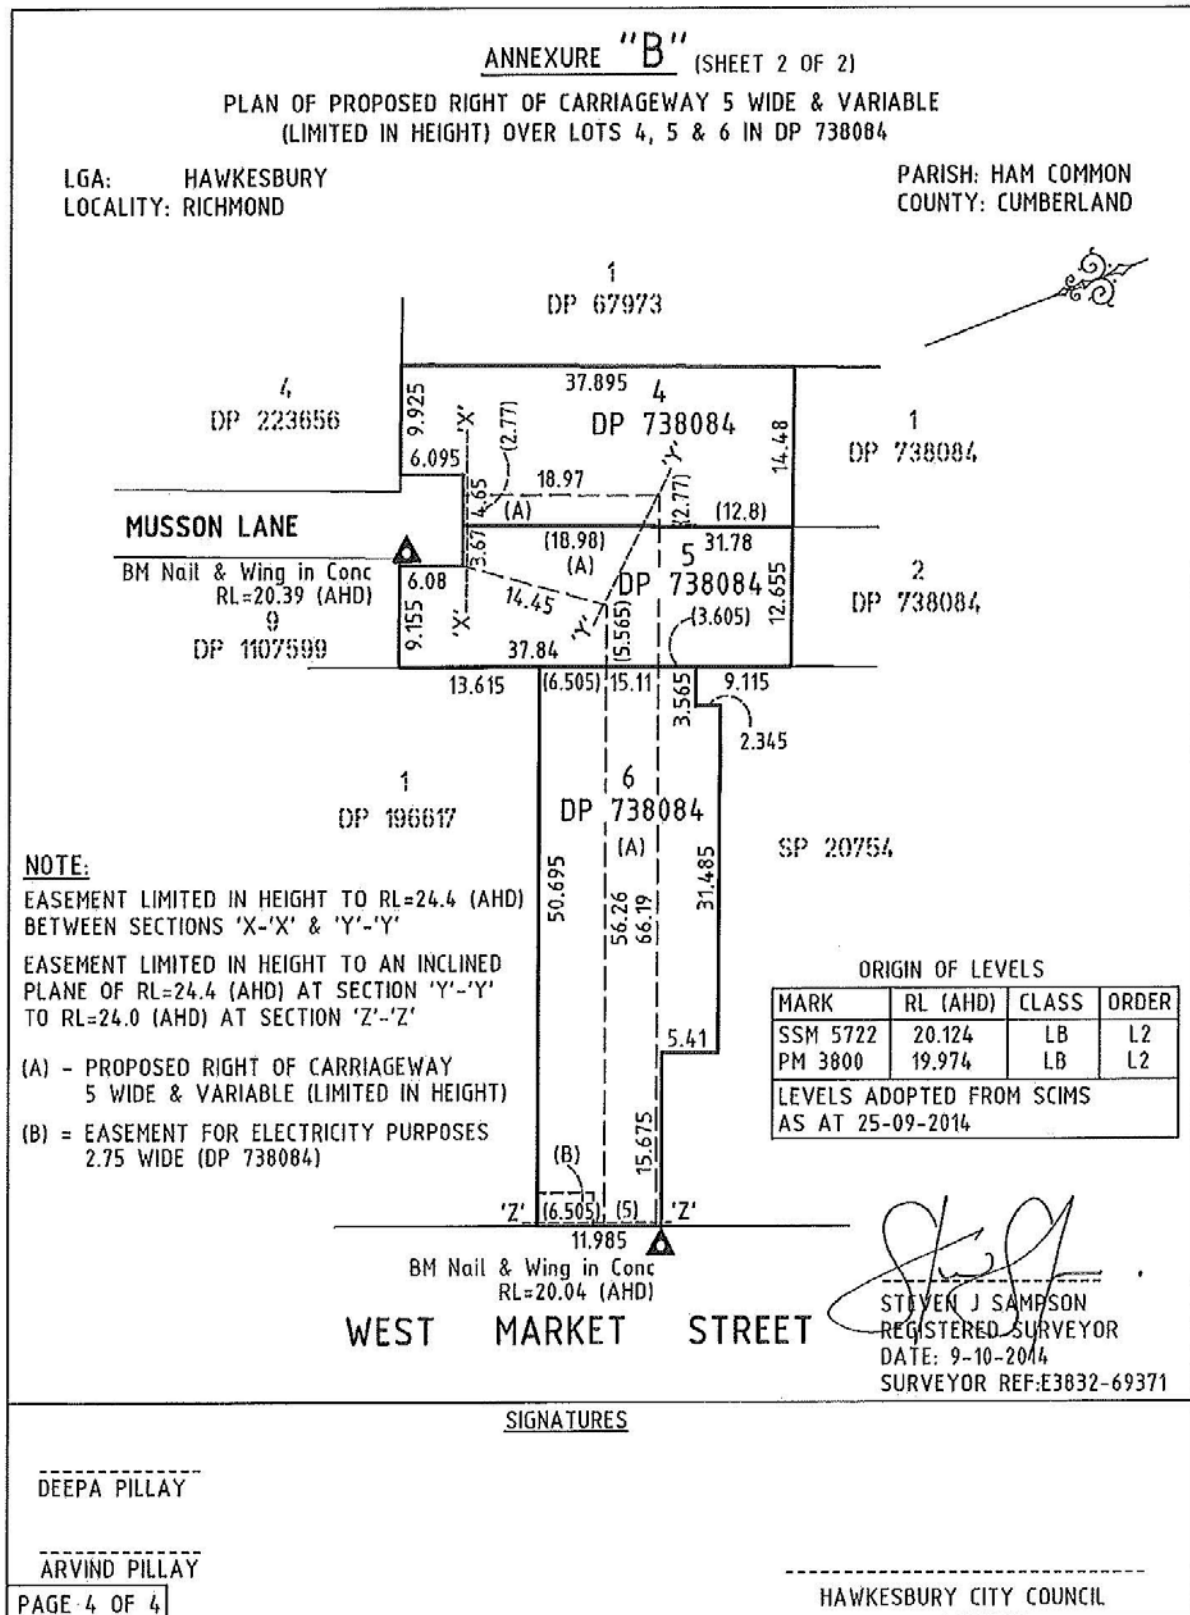 ANNEXURE "B" (SHEET 2 OF 2)
PLAN OF PROPOSED RIGHT OF CARRIAGEWAY 5 WIDE & VARIABLE
(LIMITED IN HEIGHT) OVER LOTS 4, 5 & 6 IN DP 738084
LGA: HAWKESBURY
LOCALITY: RICHMOND
PARISH: HAM COMMON
COUNTY: CUMBERLAND
1
DP 67973
4
DP 223656
9.925
6.095
'X'
(2.77)
37.895
4
DP 738084
'Y'
14.48
1
DP 738084
4.65
18.97
(A)
(2.77)
(12.8)
MUSSON LANE
3.67
(18.98)
(A)
31.78
5
DP 738084
12.655
2
DP 738084
BM Nail & Wing in Conc
RL=20.39 (AHD)
6.08
14.45
9
DP 1107599
9.155
'X'
'Y'
(5.565)
(3.605)
37.84
13.615
(6.505)
15.11
3.565
9.115
2.345
1
DP 196617
6
DP 738084
(A)
SP 20754
50.695
56.26
66.19
31.485
5.41
15.675
NOTE:
EASEMENT LIMITED IN HEIGHT TO RL=24.4 (AHD)
BETWEEN SECTIONS 'X-'X' & 'Y'-'Y'
EASEMENT LIMITED IN HEIGHT TO AN INCLINED
PLANE OF RL=24.4 (AHD) AT SECTION 'Y'-'Y'
TO RL=24.0 (AHD) AT SECTION 'Z'-'Z'
(A) - PROPOSED RIGHT OF CARRIAGEWAY
5 WIDE & VARIABLE (LIMITED IN HEIGHT)
(B) = EASEMENT FOR ELECTRICITY PURPOSES
2.75 WIDE (DP 738084)
ORIGIN OF LEVELS
MARK RL (AHD) CLASS ORDER
SSM 5722 20.124 LB L2
PM 3800 19.974 LB L2
LEVELS ADOPTED FROM SCIMS
AS AT 25-09-2014
(B)
'Z' (6.505) (5) 'Z'
11.985
BM Nail & Wing in Conc
RL=20.04 (AHD)
WEST MARKET STREET
STEVEN J SAMPSON
REGISTERED SURVEYOR
DATE: 9-10-2014
SURVEYOR REF:E3832-69371
SIGNATURES
DEEPA PILLAY
ARVIND PILLAY
PAGE 4 OF 4
HAWKESBURY CITY COUNCIL